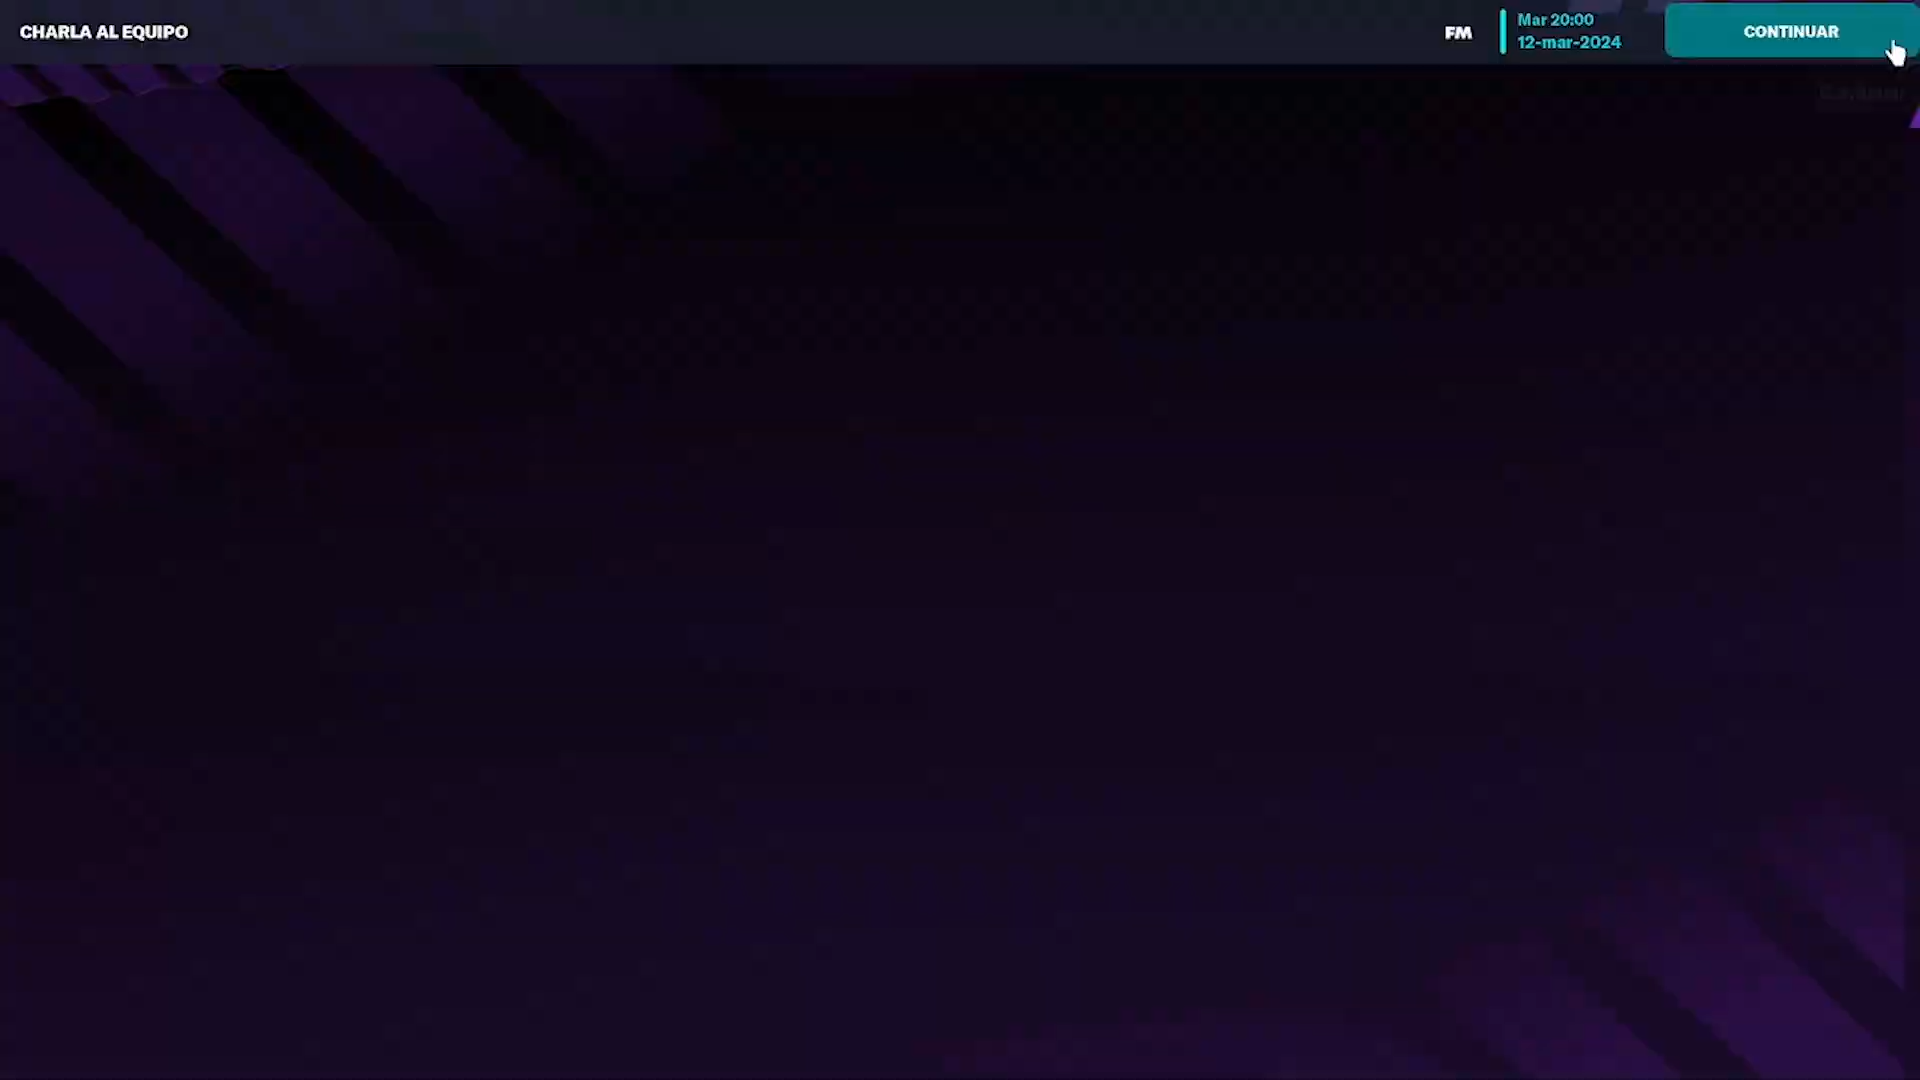 CHARLA AL EQUIPO
FM
Mar 20:00
12-mar-2024
CONTINUAR